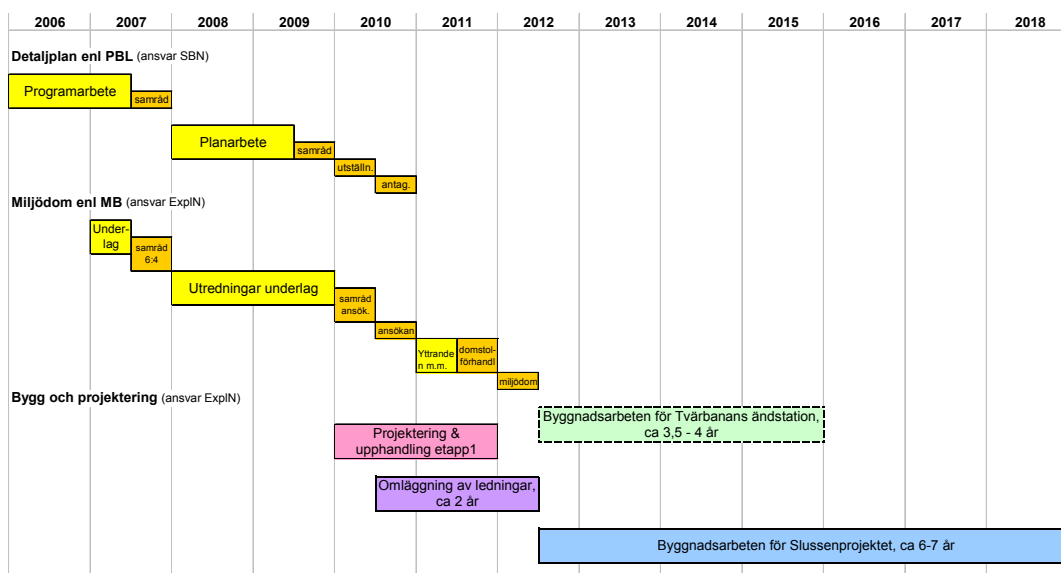 2006 2007 2008 2009 2010 2011 2012 2013 2014 2015 2016 2017 2018
Detaljplan enl PBL (ansvar SBN)
Programarbete
samråd
Planarbete
samråd
utställn.
antag.
Miljödom enl MB (ansvar ExplN)
Under-
lag
samråd
6:4
Utredningar underlag
samråd
ansök.
ansökan
Yttrande
n m.m.
domstol-
förhandl
miljödom
Bygg och projektering (ansvar ExplN)
Byggnadsarbeten för Tvärbanans ändstation,
ca 3,5 - 4 år
Projektering &
upphandling etapp1
Omläggning av ledningar,
ca 2 år
Byggnadsarbeten för Slussenprojektet, ca 6-7 år